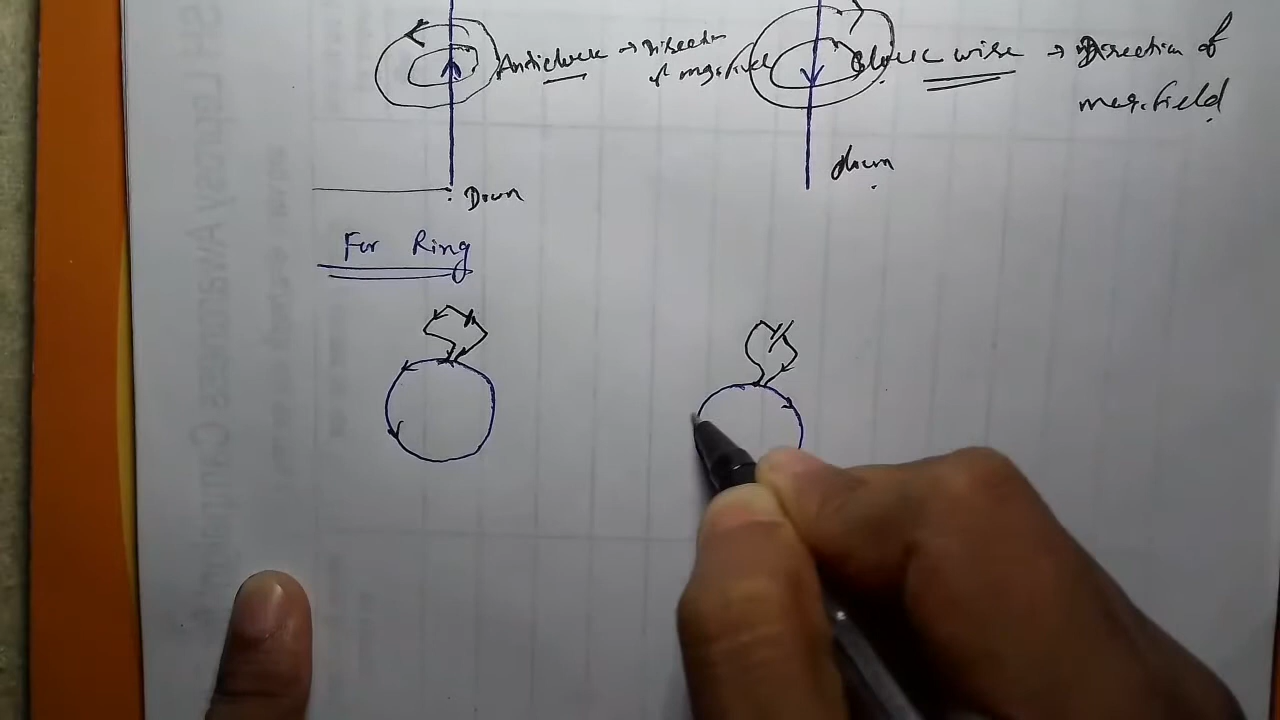 Anticlock → Direction
of mag.field
Clock wise → Direction of
mag.field
Down
down
For Ring